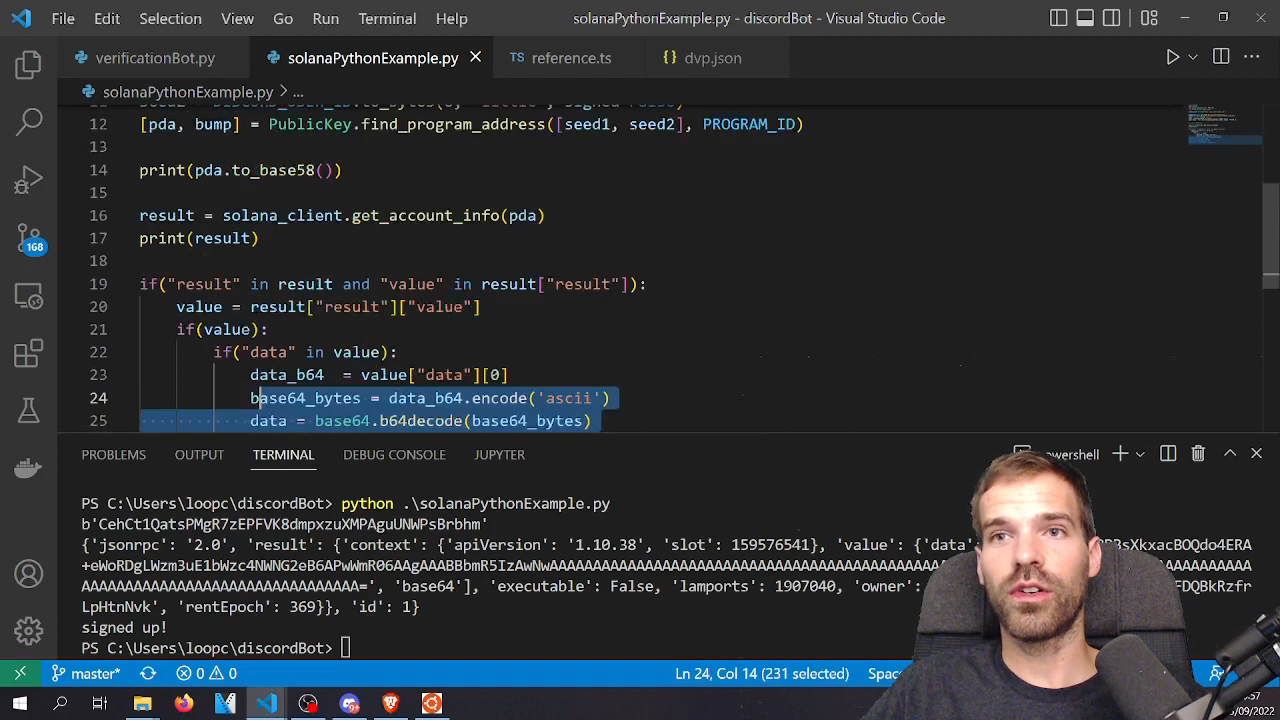 File Edit Selection View Go Run Terminal Help solanaPythonExample.py - discordBot - Visual Studio Code
verificationBot.py solanaPythonExample.py TS reference.ts {} dvp.json
solanaPythonExample.py > ...
12 [pda, bump] = PublicKey.find_program_address([seed1, seed2], PROGRAM_ID)
13
14 print(pda.to_base58())
15
16 result = solana_client.get_account_info(pda)
17 print(result)
18
19 if("result" in result and "value" in result["result"]):
20 value = result["result"]["value"]
21 if(value):
22 if("data" in value):
23 data_b64 = value["data"][0]
24 base64_bytes = data_b64.encode('ascii')
25 data = base64.b64decode(base64_bytes)
168
PROBLEMS OUTPUT TERMINAL DEBUG CONSOLE JUPYTER
PS C:\Users\loopc\discordBot> python .\solanaPythonExample.py
b'CehCt1QatsPMgR7zEPFVK8dmpxzuXMPAguUNWPsBrbhm'
{'jsonrpc': '2.0', 'result': {'context': {'apiVersion': '1.10.38', 'slot': 159576541}, 'value': {'data'
'base64'], 'executable': False, 'lamports': 1907040, 'owner':
LpHtnNvk', 'rentEpoch': 369}}, 'id': 1}
signed up!
PS C:\Users\loopc\discordBot>
master* 0 0 Ln 24, Col 14 (231 selected)
/09/2022